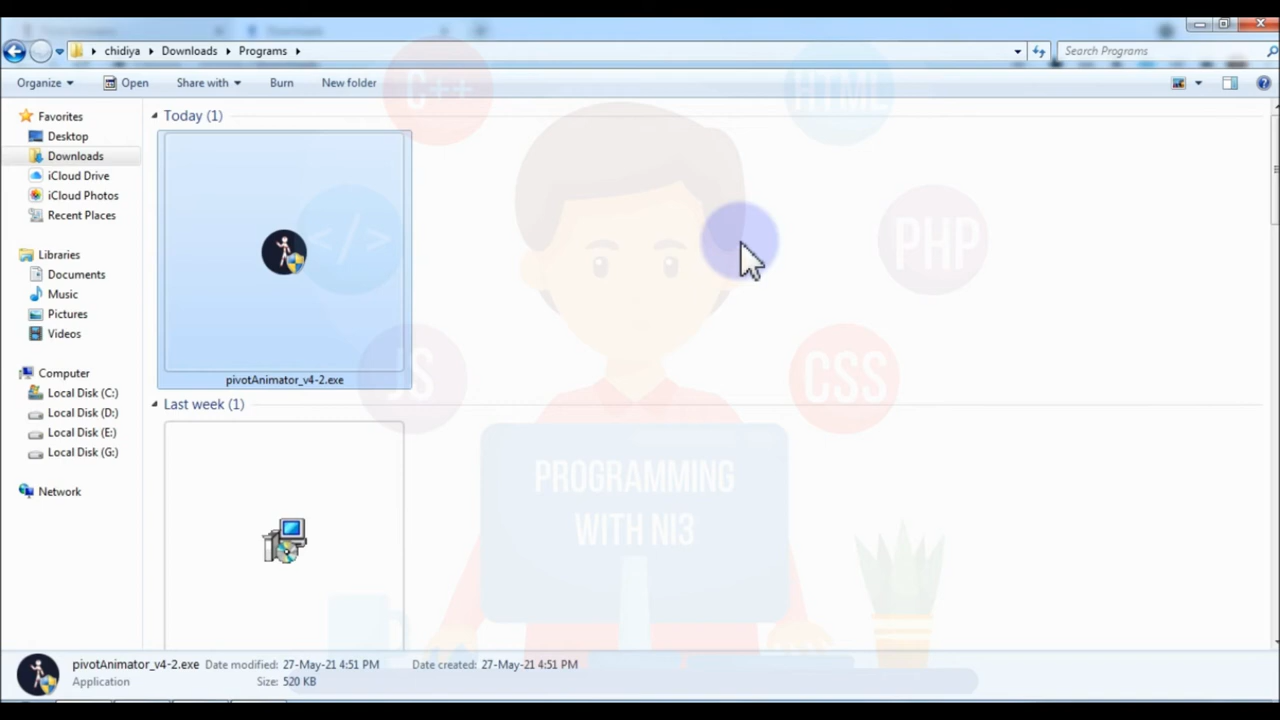 chidiya
Downloads
Programs
Search Programs
Organize
Open
Share with
Burn
New folder
Favorites
Desktop
Downloads
iCloud Drive
iCloud Photos
Recent Places
Libraries
Documents
Music
Pictures
Videos
Computer
Local Disk (C:)
Local Disk (D:)
Local Disk (E:)
Local Disk (G:)
Network
Today (1)
pivotAnimator_v4-2.exe
Last week (1)
C++
HTML
</>
PHP
JS
CSS
PROGRAMMING
WITH NI3
pivotAnimator_v4-2.exe Date modified: 27-May-21 4:51 PM Date created: 27-May-21 4:51 PM
Application Size: 520 KB